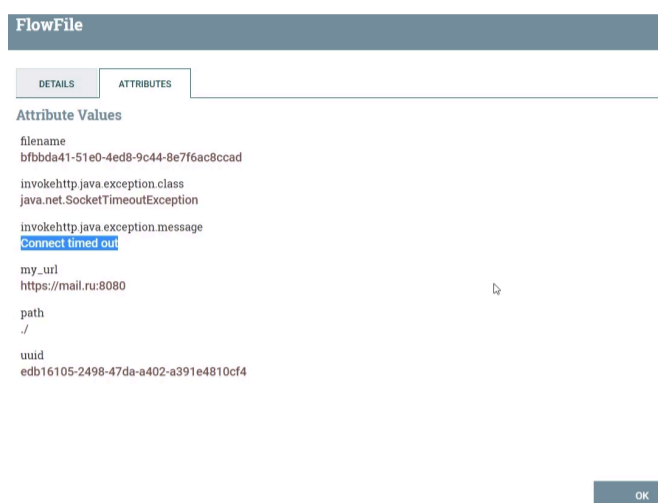 FlowFile
DETAILS
ATTRIBUTES
Attribute Values
filename
bfbbda41-51e0-4ed8-9c44-8e7f6ac8ccad
invokehttp.java.exception.class
java.net.SocketTimeoutException
invokehttp.java.exception.message
Connect timed out
my_url
https://mail.ru:8080
path
./
uuid
edb16105-2498-47da-a402-a391e4810cf4
OK